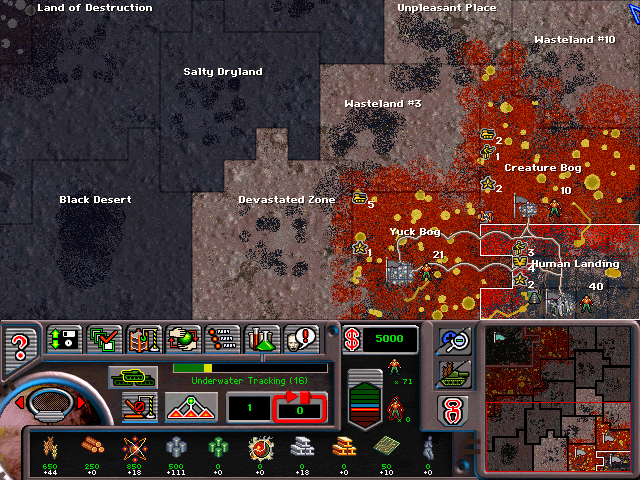 Land of Destruction
Unpleasant Place
Wasteland #10
Salty Dryland
Wasteland #3
2
1
Creature Bog
2
10
Black Desert
Devastated Zone
5
Yuck Bog
1
21
3
Human Landing
4
2
40
$ 5000
Underwater Tracking (16)
x 71
1
0
0
650 250 850 500 0 0 0 0 50 0
+44 +0 +18 +111 +0 +0 +18 +0 +10 +0